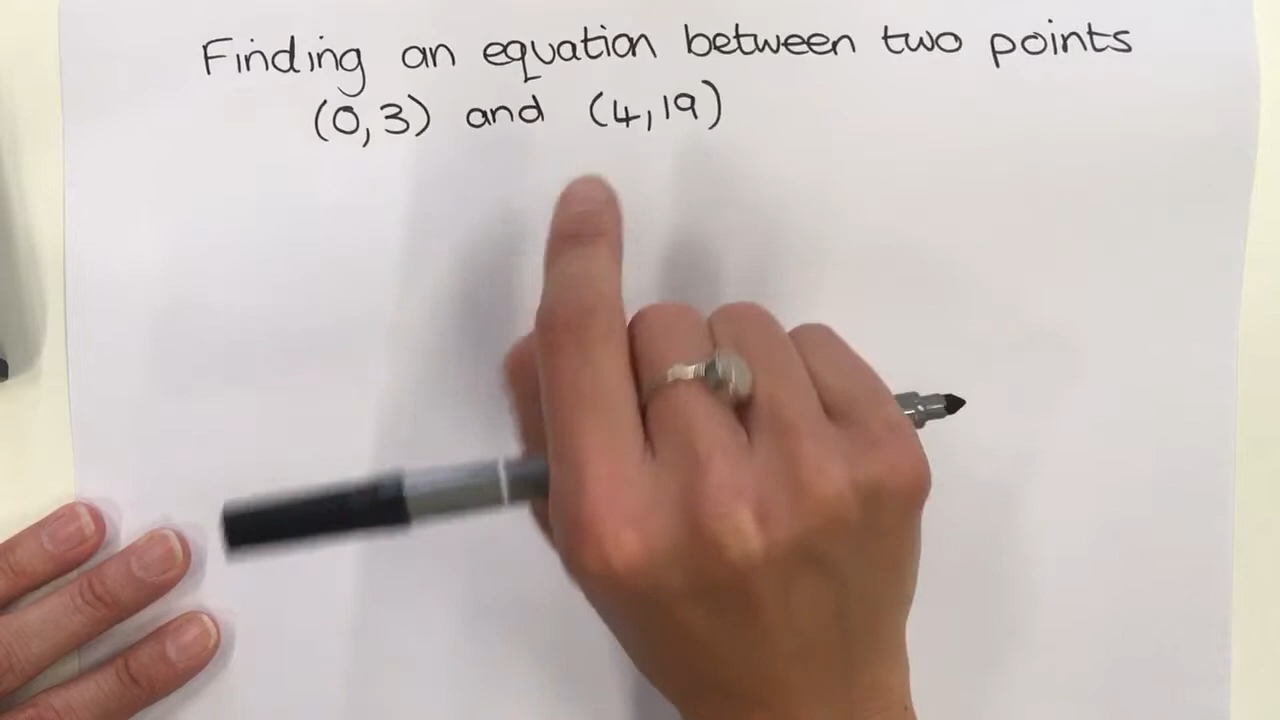 Finding an equation between two points
(0,3) and (4,19)